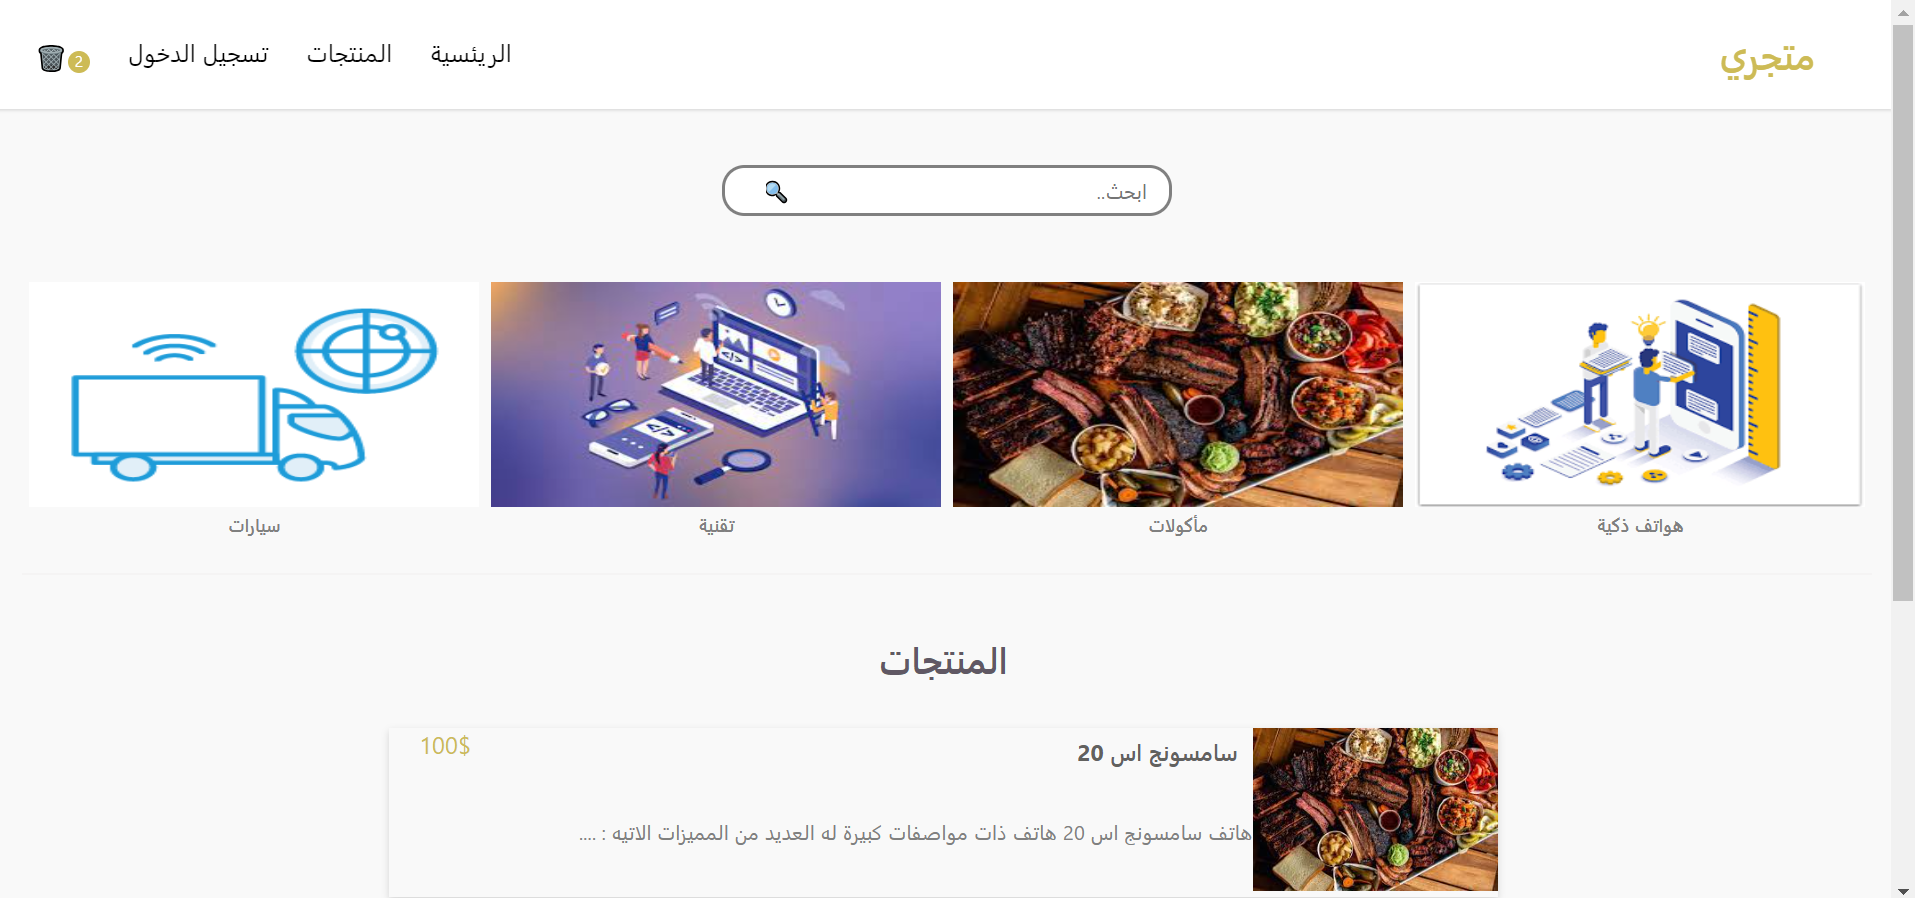 متجري
الريئسية
المنتجات
تسجيل الدخول
2
ابحث..
هواتف ذكية
مأكولات
تقنية
سيارات
المنتجات
سامسونج اس 20
100$
هاتف سامسونج اس 20 هاتف ذات مواصفات كبيرة له العديد من المميزات الاتيه : ....